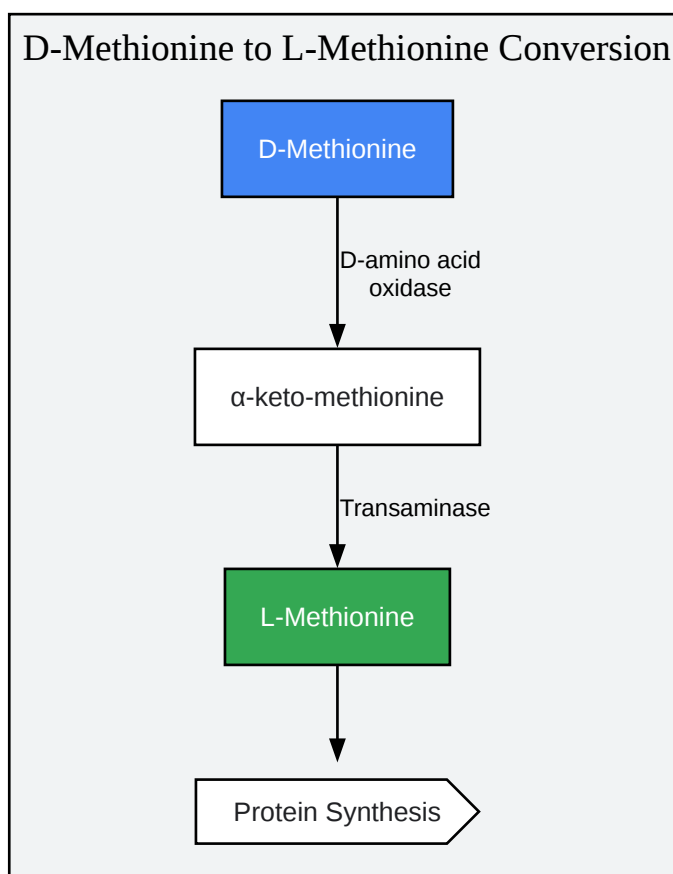 D-Methionine to L-Methionine Conversion
D-Methionine
D-amino acid
oxidase
α-keto-methionine
Transaminase
L-Methionine
Protein Synthesis